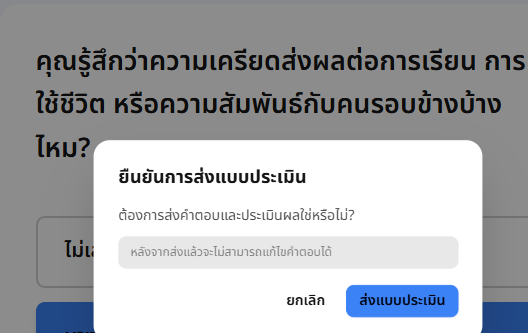 คุณรู้สึกว่าความเครียดส่งผลต่อการเรียน การ
ใช้ชีวิต หรือความสัมพันธ์กับคนรอบข้างบ้าง
ไหม?
ยืนยันการส่งแบบประเมิน
ต้องการส่งคำตอบและประเมินผลใช่หรือไม่?
หลังจากส่งแล้วจะไม่สามารถแก้ไขคำตอบได้
ยกเลิก ส่งแบบประเมิน